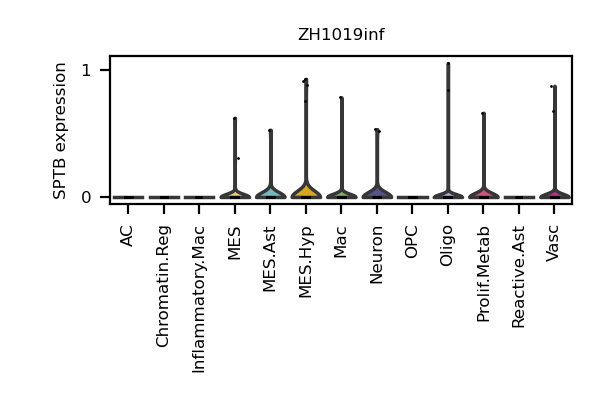 ZH1019inf
SPTB expression
1
0
AC
Chromatin.Reg
Inflammatory.Mac
MES
MES.Ast
MES.Hyp
Mac
Neuron
OPC
Oligo
Prolif.Metab
Reactive.Ast
Vasc